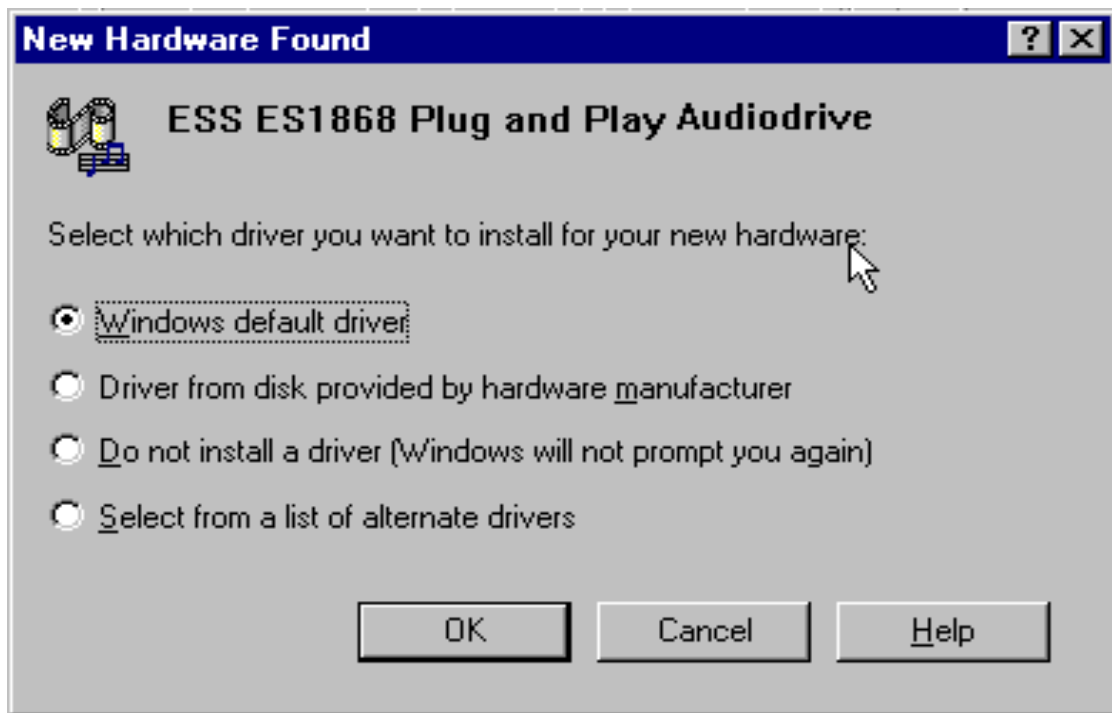 New Hardware Found
ESS ES1868 Plug and Play Audiodrive
Select which driver you want to install for your new hardware:
Windows default driver
Driver from disk provided by hardware manufacturer
Do not install a driver (Windows will not prompt you again)
Select from a list of alternate drivers
OK Cancel Help